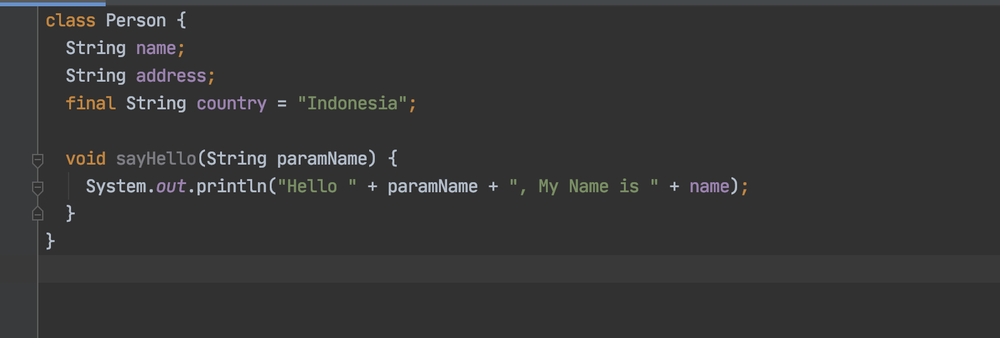 class Person {
String name;
String address;
final String country = "Indonesia";
void sayHello(String paramName) {
System.out.println("Hello " + paramName + ", My Name is " + name);
}
}